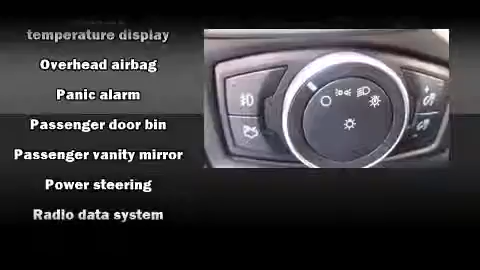 temperature display
Overhead airbag
Panic alarm
Passenger door bin
Passenger vanity mirror
Power steering
Radio data system